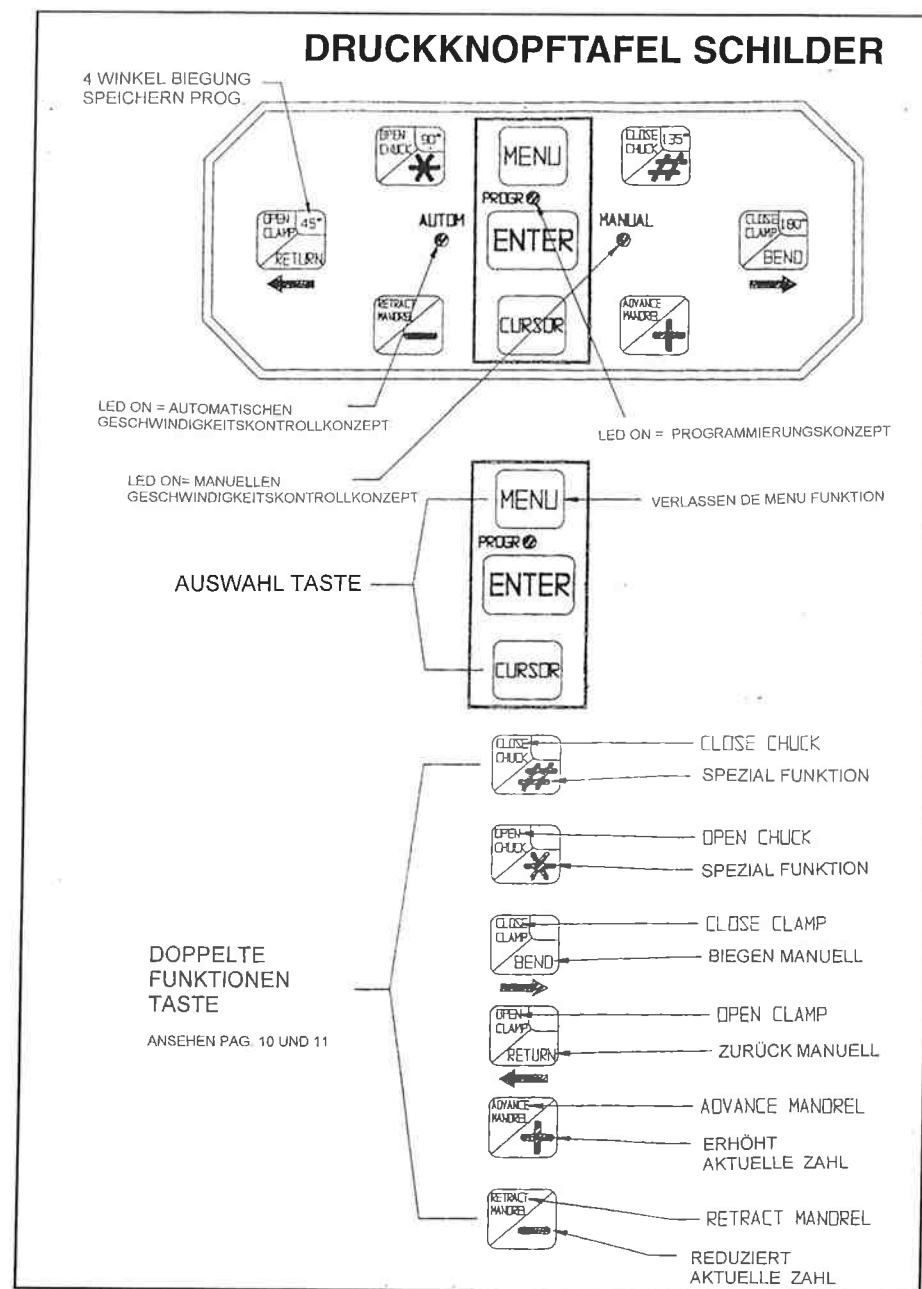 DRUCKKNOPFTAFEL SCHILDER
4 WINKEL BIEGUNG
SPEICHERN PROG.
OPEN
CHUCK
90°
*
MENU
CLOSE
CHUCK
135°
#
PROGR
OPEN
CLAMP
45°
RETURN
AUTOM
ENTER
MANUAL
CLOSE
CLAMP
180°
BEND
RETRACT
MANDREL
−
CURSOR
ADVANCE
MANDREL
+
LED ON = AUTOMATISCHEN
GESCHWINDIGKEITSKONTROLLKONZEPT
LED ON = PROGRAMMIERUNGSKONZEPT
LED ON= MANUELLEN
GESCHWINDIGKEITSKONTROLLKONZEPT
MENU
VERLASSEN DE MENU FUNKTION
PROGR
AUSWAHL TASTE
ENTER
CURSOR
CLOSE
CHUCK
#
CLOSE CHUCK
SPEZIAL FUNKTION
OPEN
CHUCK
*
OPEN CHUCK
SPEZIAL FUNKTION
CLOSE
CLAMP
BEND
CLOSE CLAMP
BIEGEN MANUELL
DOPPELTE
FUNKTIONEN
TASTE
ANSEHEN PAG. 10 UND 11
OPEN
CLAMP
RETURN
OPEN CLAMP
ZURÜCK MANUELL
ADVANCE
MANDREL
+
ADVANCE MANDREL
ERHÖHT
AKTUELLE ZAHL
RETRACT
MANDREL
−
RETRACT MANDREL
REDUZIERT
AKTUELLE ZAHL